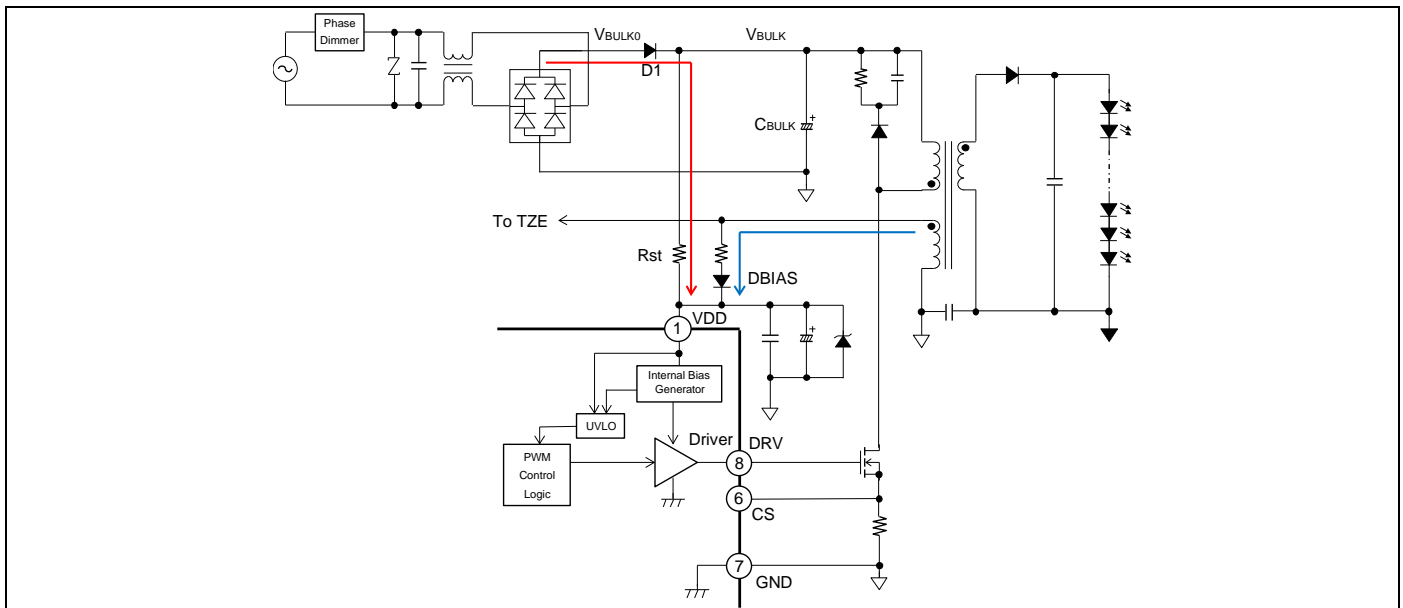 Phase
Dimmer
VBULK0
VBULK
D1
CBULK
+
To TZE
Rst
DBIAS
1
VDD
+
Internal Bias
Generator
UVLO
PWM
Control
Logic
Driver
DRV
8
6
CS
7
GND